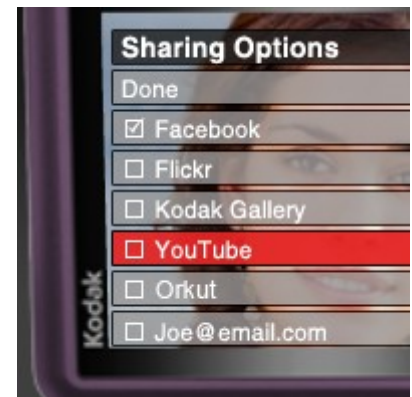 Sharing Options
Done
Facebook
Flickr
Kodak Gallery
YouTube
Orkut
Joe@email.com
Kodak